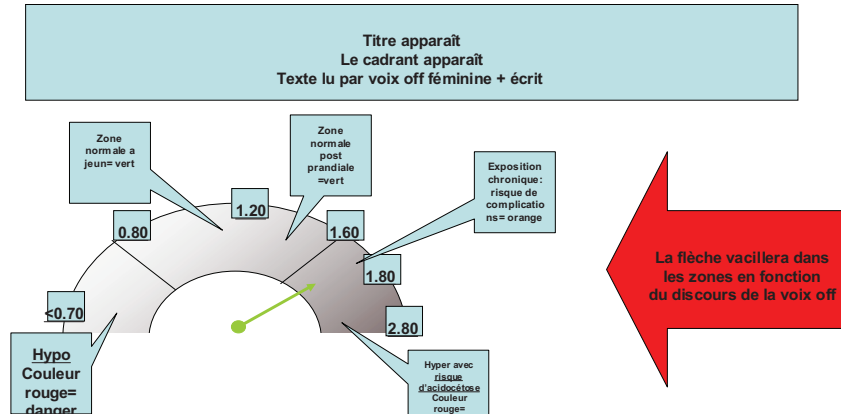 Titre apparaît
Le cadrant apparaît
Texte lu par voix off féminine + écrit
Zone
normale a
jeun= vert
Zone
normale
post
prandiale
=vert
Exposition
chronique:
risque de
complicatio
ns= orange
0.80
1.20
1.60
1.80
<0.70
2.80
La flèche vacillera dans
les zones en fonction
du discours de la voix off
Hypo
Couleur
rouge=
danger
Hyper avec
risque
d'acidocétose
Couleur
rouge=